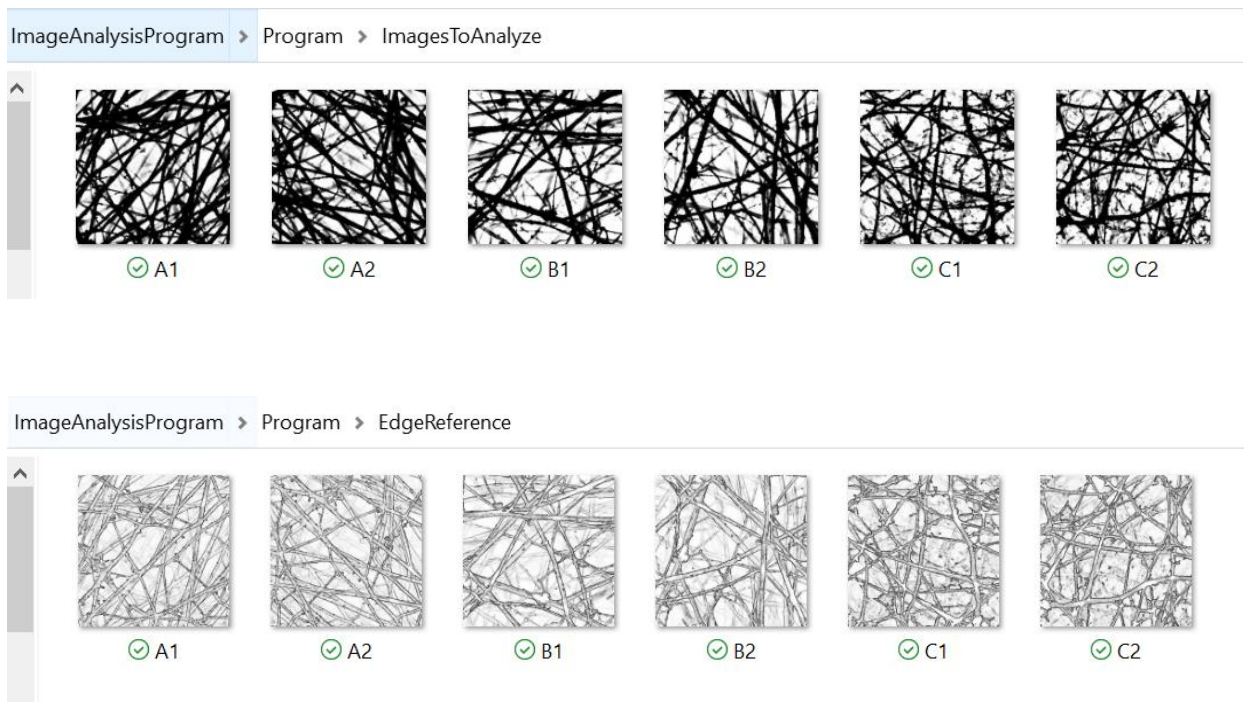 ImageAnalysisProgram > Program > ImagesToAnalyze
A1 A2 B1 B2 C1 C2
ImageAnalysisProgram > Program > EdgeReference
A1 A2 B1 B2 C1 C2